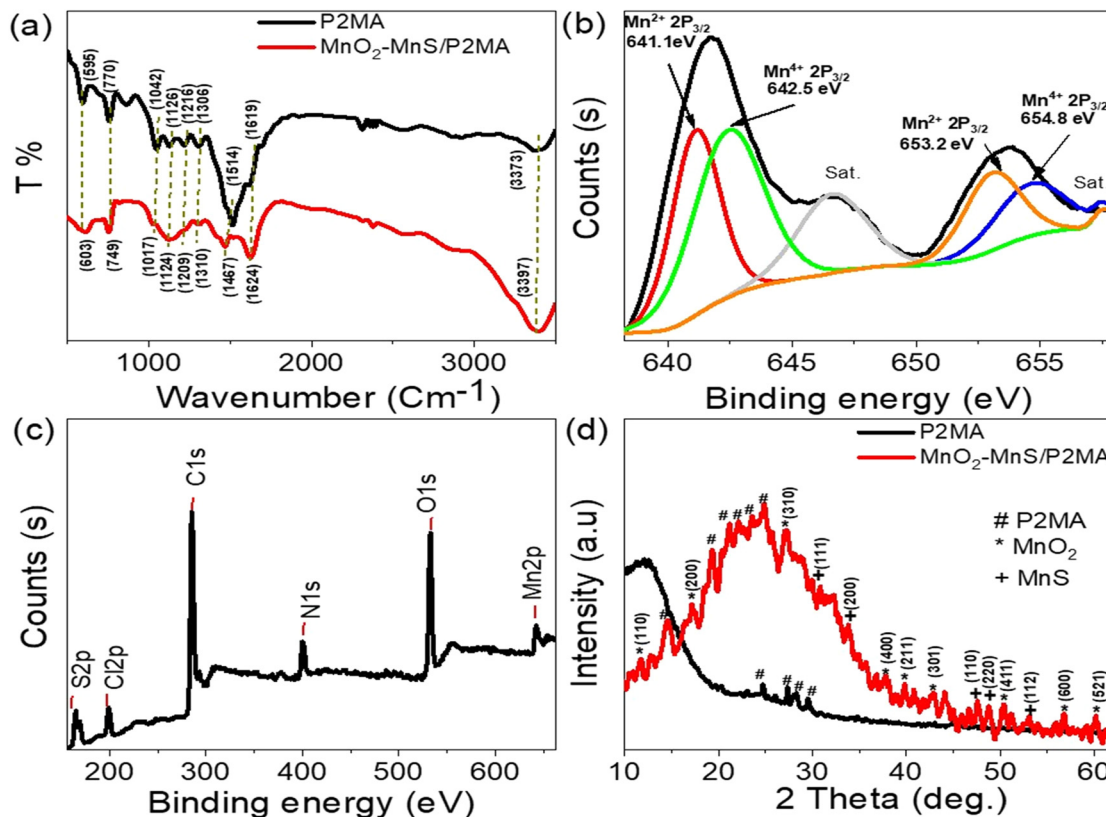 (a)
P2MA
MnO₂-MnS/P2MA
(595)
(770)
(1042)
(1126)
(1216)
(1306)
(1514)
(1619)
(3373)
(603)
(749)
(1017)
(1124)
(1209)
(1310)
(1467)
(1624)
(3397)
T %
1000 2000 3000
Wavenumber (Cm⁻¹)
(b)
Mn²⁺ 2P₃/₂
641.1eV
Mn⁴⁺ 2P₃/₂
642.5 eV
Sat.
Mn²⁺ 2P₃/₂
653.2 eV
Mn⁴⁺ 2P₃/₂
654.8 eV
Sat
Counts (s)
640 645 650 655
Binding energy (eV)
(c)
S2p
Cl2p
C1s
N1s
O1s
Mn2p
Counts (s)
200 300 400 500 600
Binding energy (eV)
(d)
P2MA
MnO₂-MnS/P2MA
# P2MA
* MnO₂
+ MnS
*(110)
#
*(200)
#
#
#
#
#
*(310)
+(111)
+(200)
*(400)
*(211)
*(301)
+(110)
+(220)
*(411)
+(112)
*(600)
*(521)
# # # #
Intensity (a.u)
10 20 30 40 50 60
2 Theta (deg.)